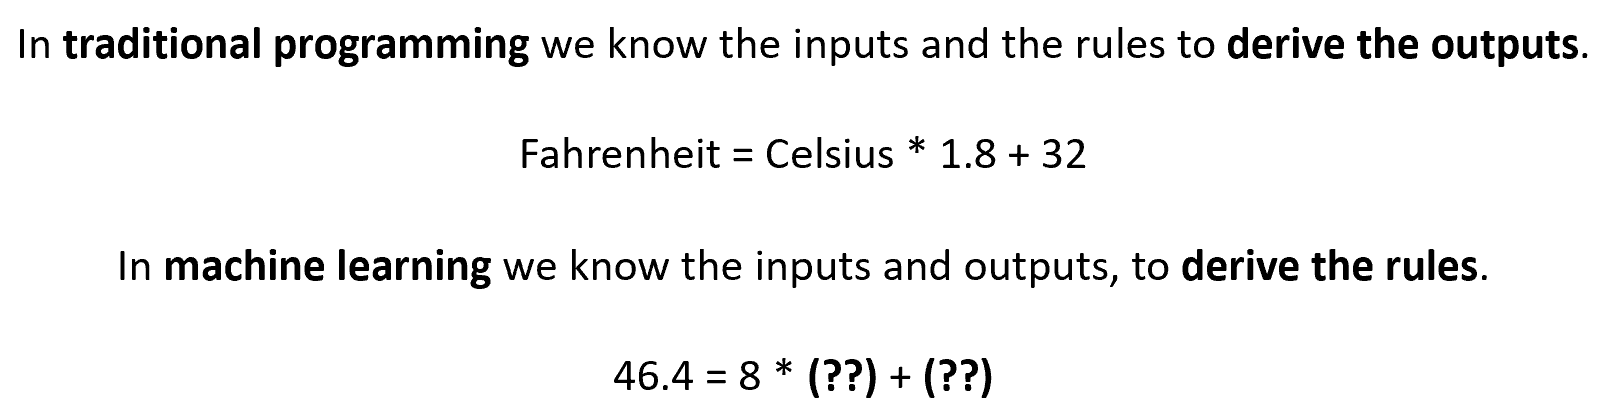 In traditional programming we know the inputs and the rules to derive the outputs.
Fahrenheit = Celsius * 1.8 + 32
In machine learning we know the inputs and outputs, to derive the rules.
46.4 = 8 * (??) + (??)